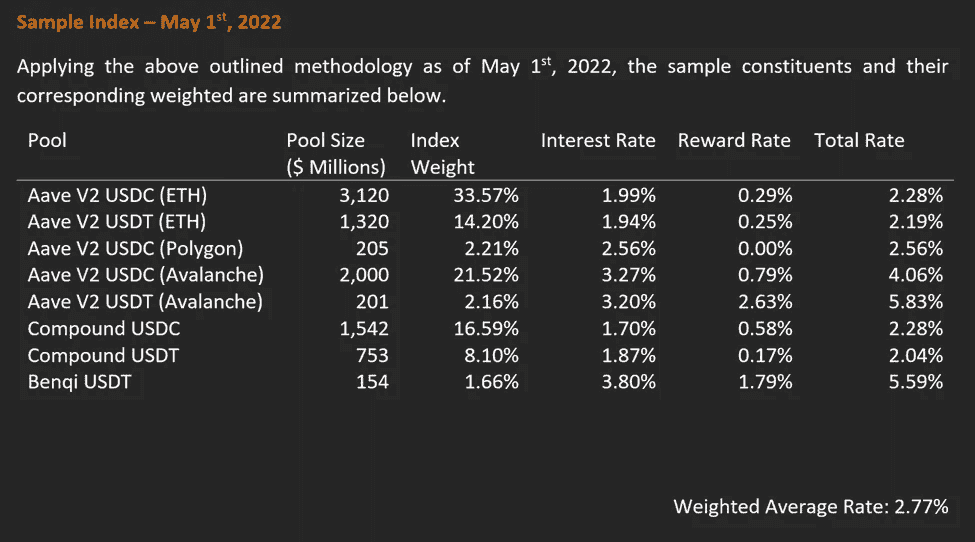 Sample Index – May 1st, 2022
Applying the above outlined methodology as of May 1st, 2022, the sample constituents and their
corresponding weighted are summarized below.
Pool Pool Size ($ Millions) Index Weight Interest Rate Reward Rate Total Rate
Aave V2 USDC (ETH) 3,120 33.57% 1.99% 0.29% 2.28%
Aave V2 USDT (ETH) 1,320 14.20% 1.94% 0.25% 2.19%
Aave V2 USDC (Polygon) 205 2.21% 2.56% 0.00% 2.56%
Aave V2 USDC (Avalanche) 2,000 21.52% 3.27% 0.79% 4.06%
Aave V2 USDT (Avalanche) 201 2.16% 3.20% 2.63% 5.83%
Compound USDC 1,542 16.59% 1.70% 0.58% 2.28%
Compound USDT 753 8.10% 1.87% 0.17% 2.04%
Benqi USDT 154 1.66% 3.80% 1.79% 5.59%
Weighted Average Rate: 2.77%